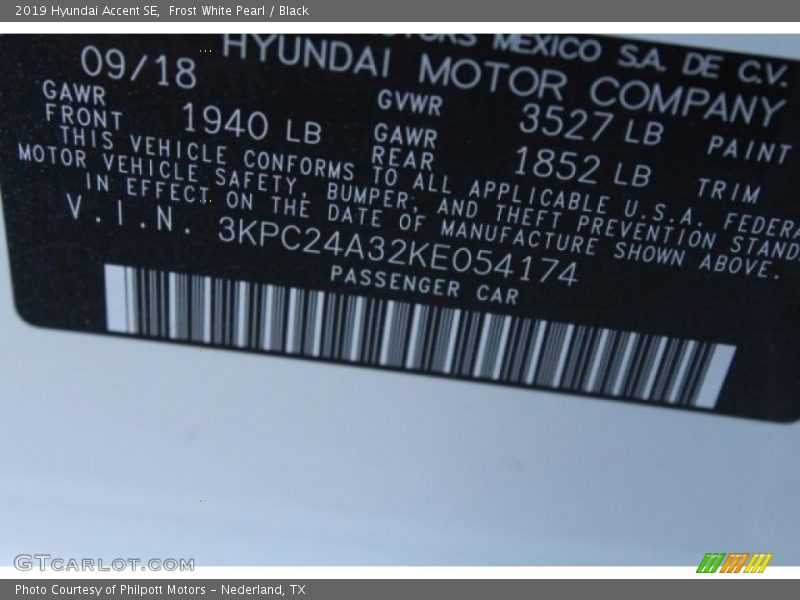 2019 Hyundai Accent SE, Frost White Pearl / Black
MEXICO S.A. DE C.V.
09/18 HYUNDAI MOTOR COMPANY
GAWR FRONT 1940 LB GVWR 3527 LB PAINT
GAWR REAR 1852 LB TRIM
THIS VEHICLE CONFORMS TO ALL APPLICABLE U.S.A.
MOTOR VEHICLE SAFETY, BUMPER, AND THEFT PREVENTION
IN EFFECT ON THE DATE OF MANUFACTURE SHOWN ABOVE.
V.I.N. 3KPC24A32KE054174
PASSENGER CAR
GTCARLOT.COM
Photo Courtesy of Philpott Motors - Nederland, TX